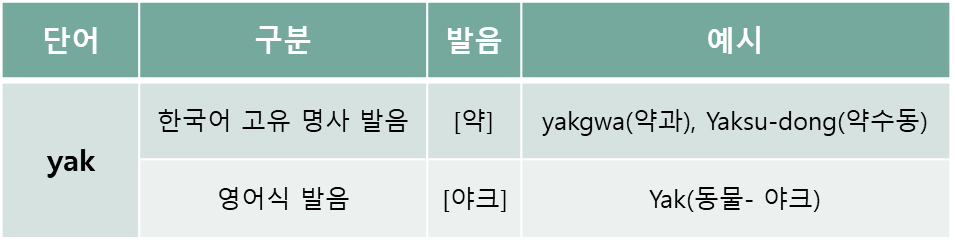 단어 구분 발음 예시
yak
한국어 고유 명사 발음 [약] yakgwa(약과), Yaksu-dong(약수동)
영어식 발음 [야크] Yak(동물- 야크)